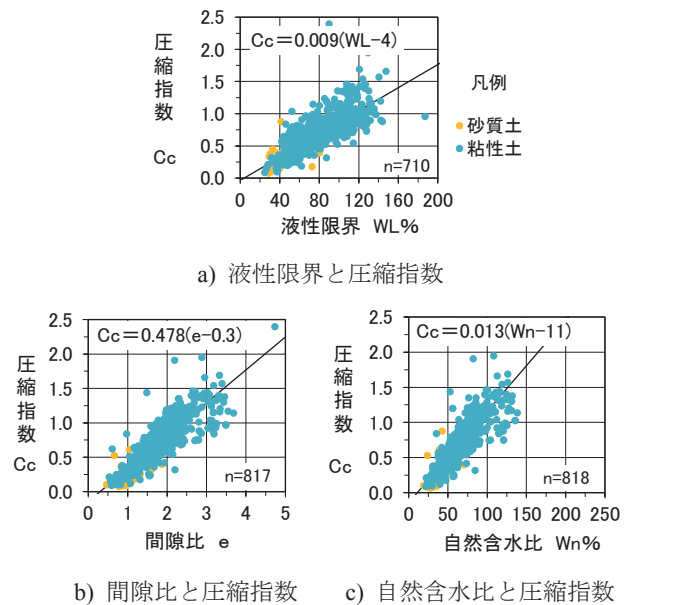 Cc=0.009(WL-4)
圧縮指数 Cc
2.5
2.0
1.5
1.0
0.5
0.0
n=710
0 40 80 120 160 200
液性限界 WL%
凡例
砂質土
粘性土
a) 液性限界と圧縮指数
Cc=0.478(e-0.3)
圧縮指数 Cc
2.5
2.0
1.5
1.0
0.5
0.0
n=817
0 1 2 3 4 5
間隙比 e
b) 間隙比と圧縮指数
Cc=0.013(Wn-11)
圧縮指数 Cc
2.5
2.0
1.5
1.0
0.5
0.0
n=818
0 50 100 150 200 250
自然含水比 Wn%
c) 自然含水比と圧縮指数